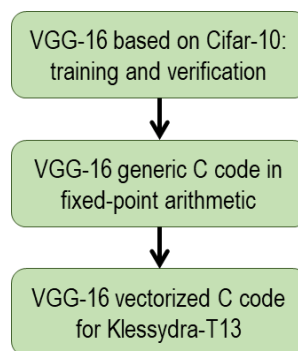 VGG-16 based on Cifar-10:
training and verification
VGG-16 generic C code in
fixed-point arithmetic
VGG-16 vectorized C code
for Klessydra-T13